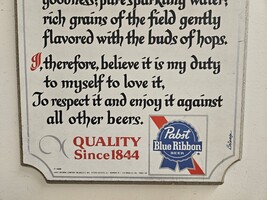 goodness; pure sparkling water;
rich grains of the field gently
flavored with the buds of hops.
I, therefore, believe it is my duty
to myself to love it,
To respect it and enjoy it against
all other beers.
QUALITY
Since 1844
Pabst
Blue Ribbon
BEER